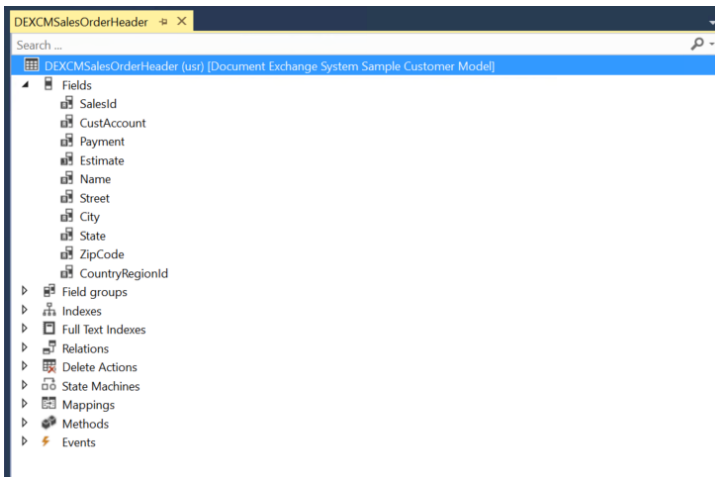 DEXCMSalesOrderHeader
Search ...
DEXCMSalesOrderHeader (usr) [Document Exchange System Sample Customer Model]
Fields
SalesId
CustAccount
Payment
Estimate
Name
Street
City
State
ZipCode
CountryRegionId
Field groups
Indexes
Full Text Indexes
Relations
Delete Actions
State Machines
Mappings
Methods
Events